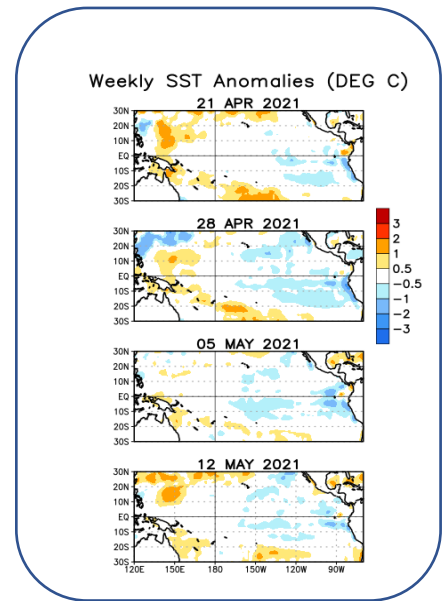 Weekly SST Anomalies (DEG C)
21 APR 2021
30N
20N
10N
EQ
10S
20S
30S
28 APR 2021
30N
20N
10N
EQ
10S
20S
30S
3
2
1
0.5
−0.5
−1
−2
−3
05 MAY 2021
30N
20N
10N
EQ
10S
20S
30S
12 MAY 2021
30N
20N
10N
EQ
10S
20S
30S
120E 150E 180 150W 120W 90W